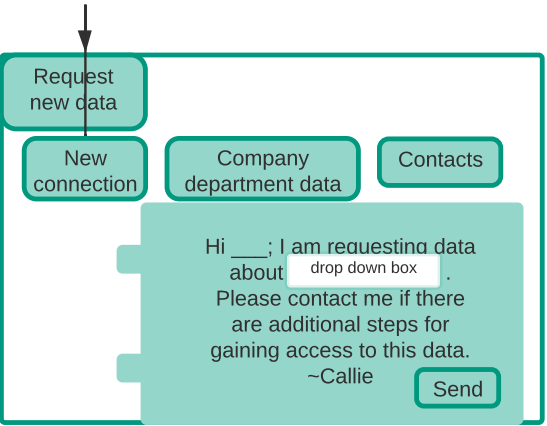 Request
new data
New
connection
Company
department data
Contacts
Hi ___; I am requesting data
about drop down box .
Please contact me if there
are additional steps for
gaining access to this data.
~Callie
Send